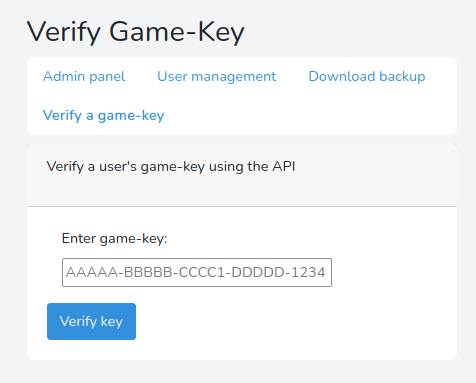 Verify Game-Key
Admin panel User management Download backup
Verify a game-key
Verify a user's game-key using the API
Enter game-key:
AAAAA-BBBBB-CCCC1-DDDDD-1234
Verify key